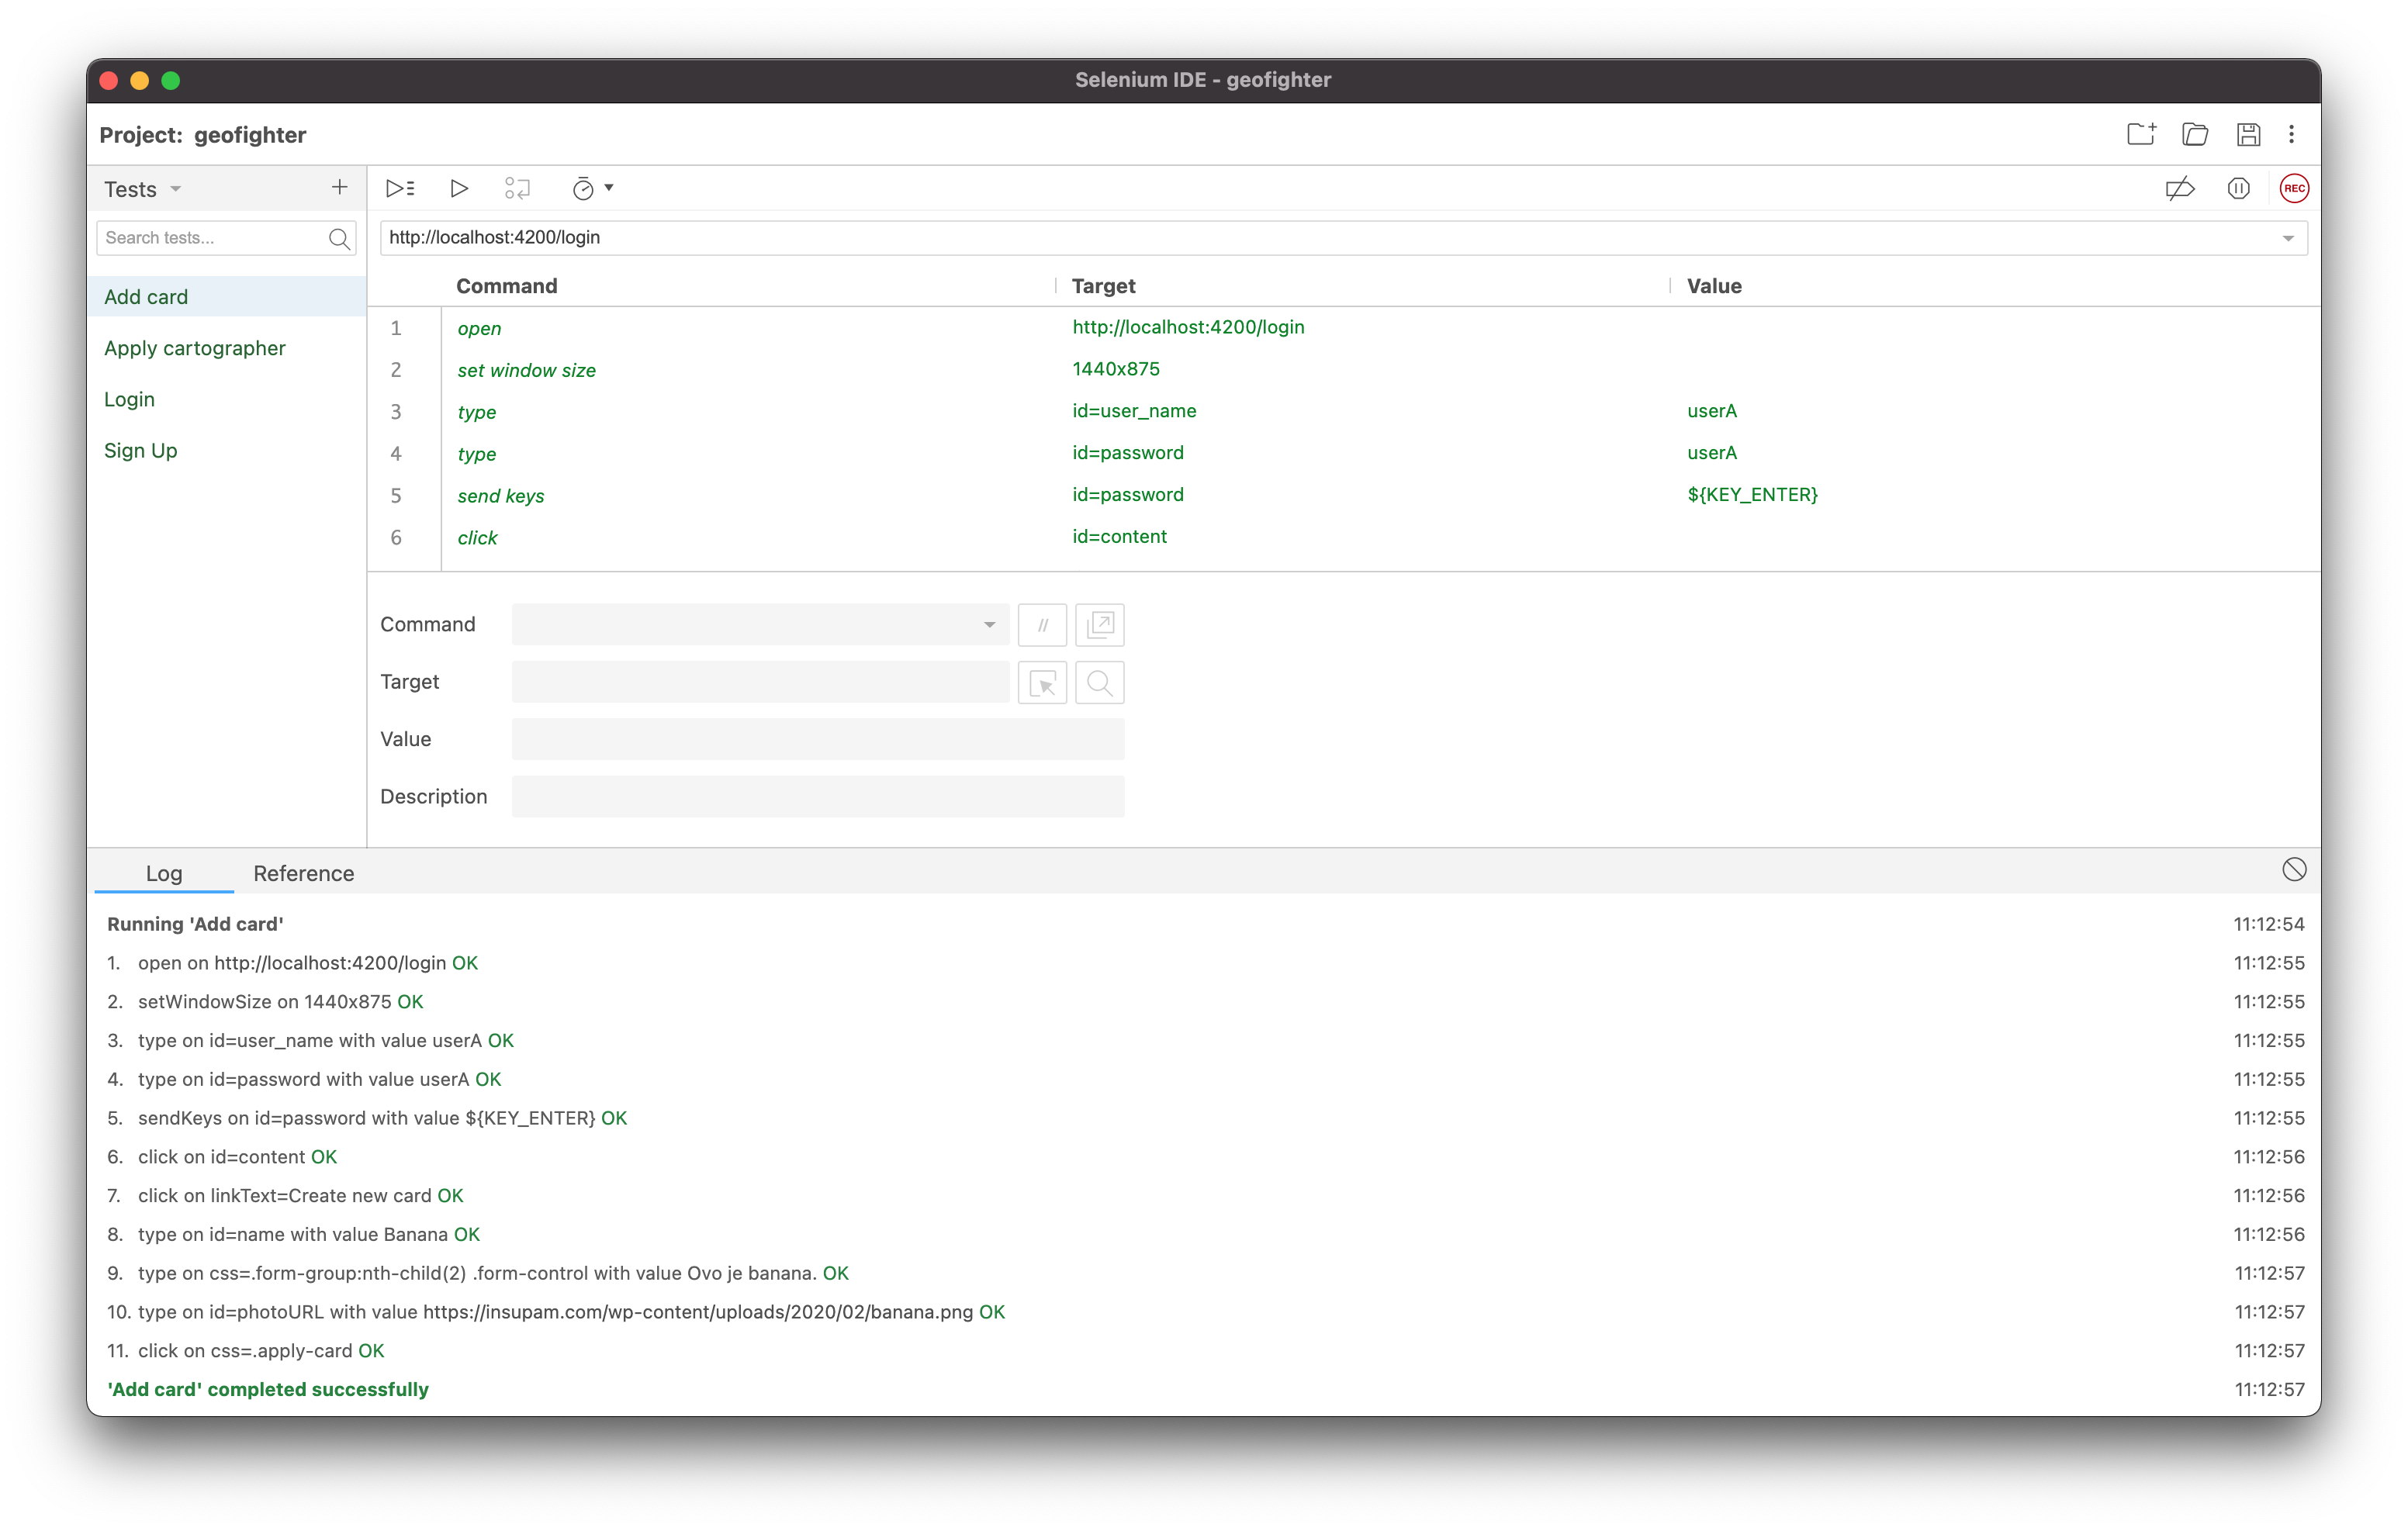 Selenium IDE - geofighter
Project: geofighter
Tests
REC
Search tests...
http://localhost:4200/login
Add card
Apply cartographer
Login
Sign Up
Command Target Value
1 open http://localhost:4200/login
2 set window size 1440x875
3 type id=user_name userA
4 type id=password userA
5 send keys id=password ${KEY_ENTER}
6 click id=content
Command //
Target
Value
Description
Log Reference
Running 'Add card' 11:12:54
1. open on http://localhost:4200/login OK 11:12:55
2. setWindowSize on 1440x875 OK 11:12:55
3. type on id=user_name with value userA OK 11:12:55
4. type on id=password with value userA OK 11:12:55
5. sendKeys on id=password with value ${KEY_ENTER} OK 11:12:55
6. click on id=content OK 11:12:56
7. click on linkText=Create new card OK 11:12:56
8. type on id=name with value Banana OK 11:12:56
9. type on css=.form-group:nth-child(2) .form-control with value Ovo je banana. OK 11:12:57
10. type on id=photoURL with value https://insupam.com/wp-content/uploads/2020/02/banana.png OK 11:12:57
11. click on css=.apply-card OK 11:12:57
'Add card' completed successfully 11:12:57